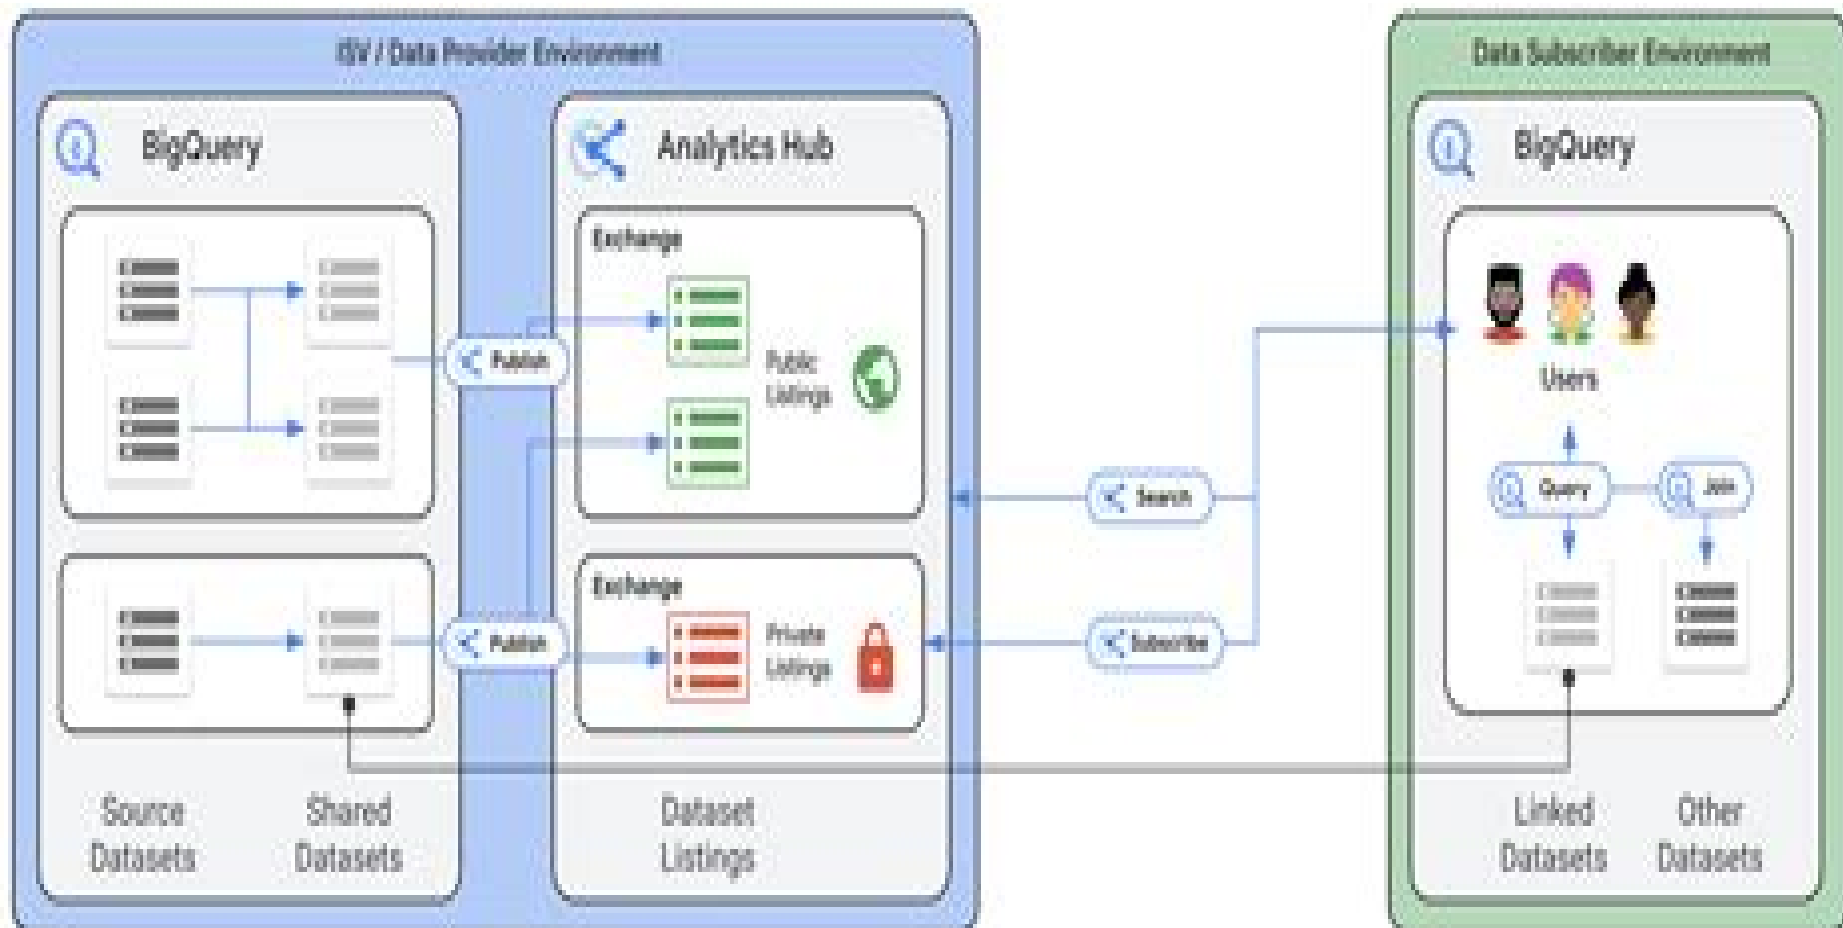 ISV / Data Provider Environment
BigQuery
Analytics Hub
Exchange
Publish
Public
Listings
Exchange
Publish
Private
Listings
Source
Datasets
Shared
Datasets
Dataset
Listings
Search
Subscribe
Data Subscriber Environment
BigQuery
Users
Query
Join
Linked
Datasets
Other
Datasets